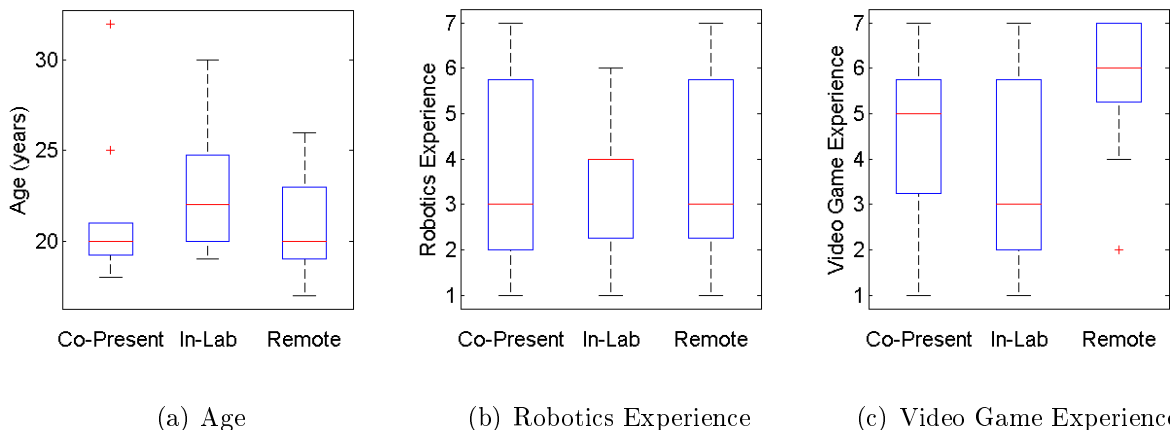 Age (years)
30
25
20
Co-Present In-Lab Remote
(a) Age
Robotics Experience
7
6
5
4
3
2
1
Co-Present In-Lab Remote
(b) Robotics Experience
Video Game Experience
7
6
5
4
3
2
1
Co-Present In-Lab Remote
(c) Video Game Experience